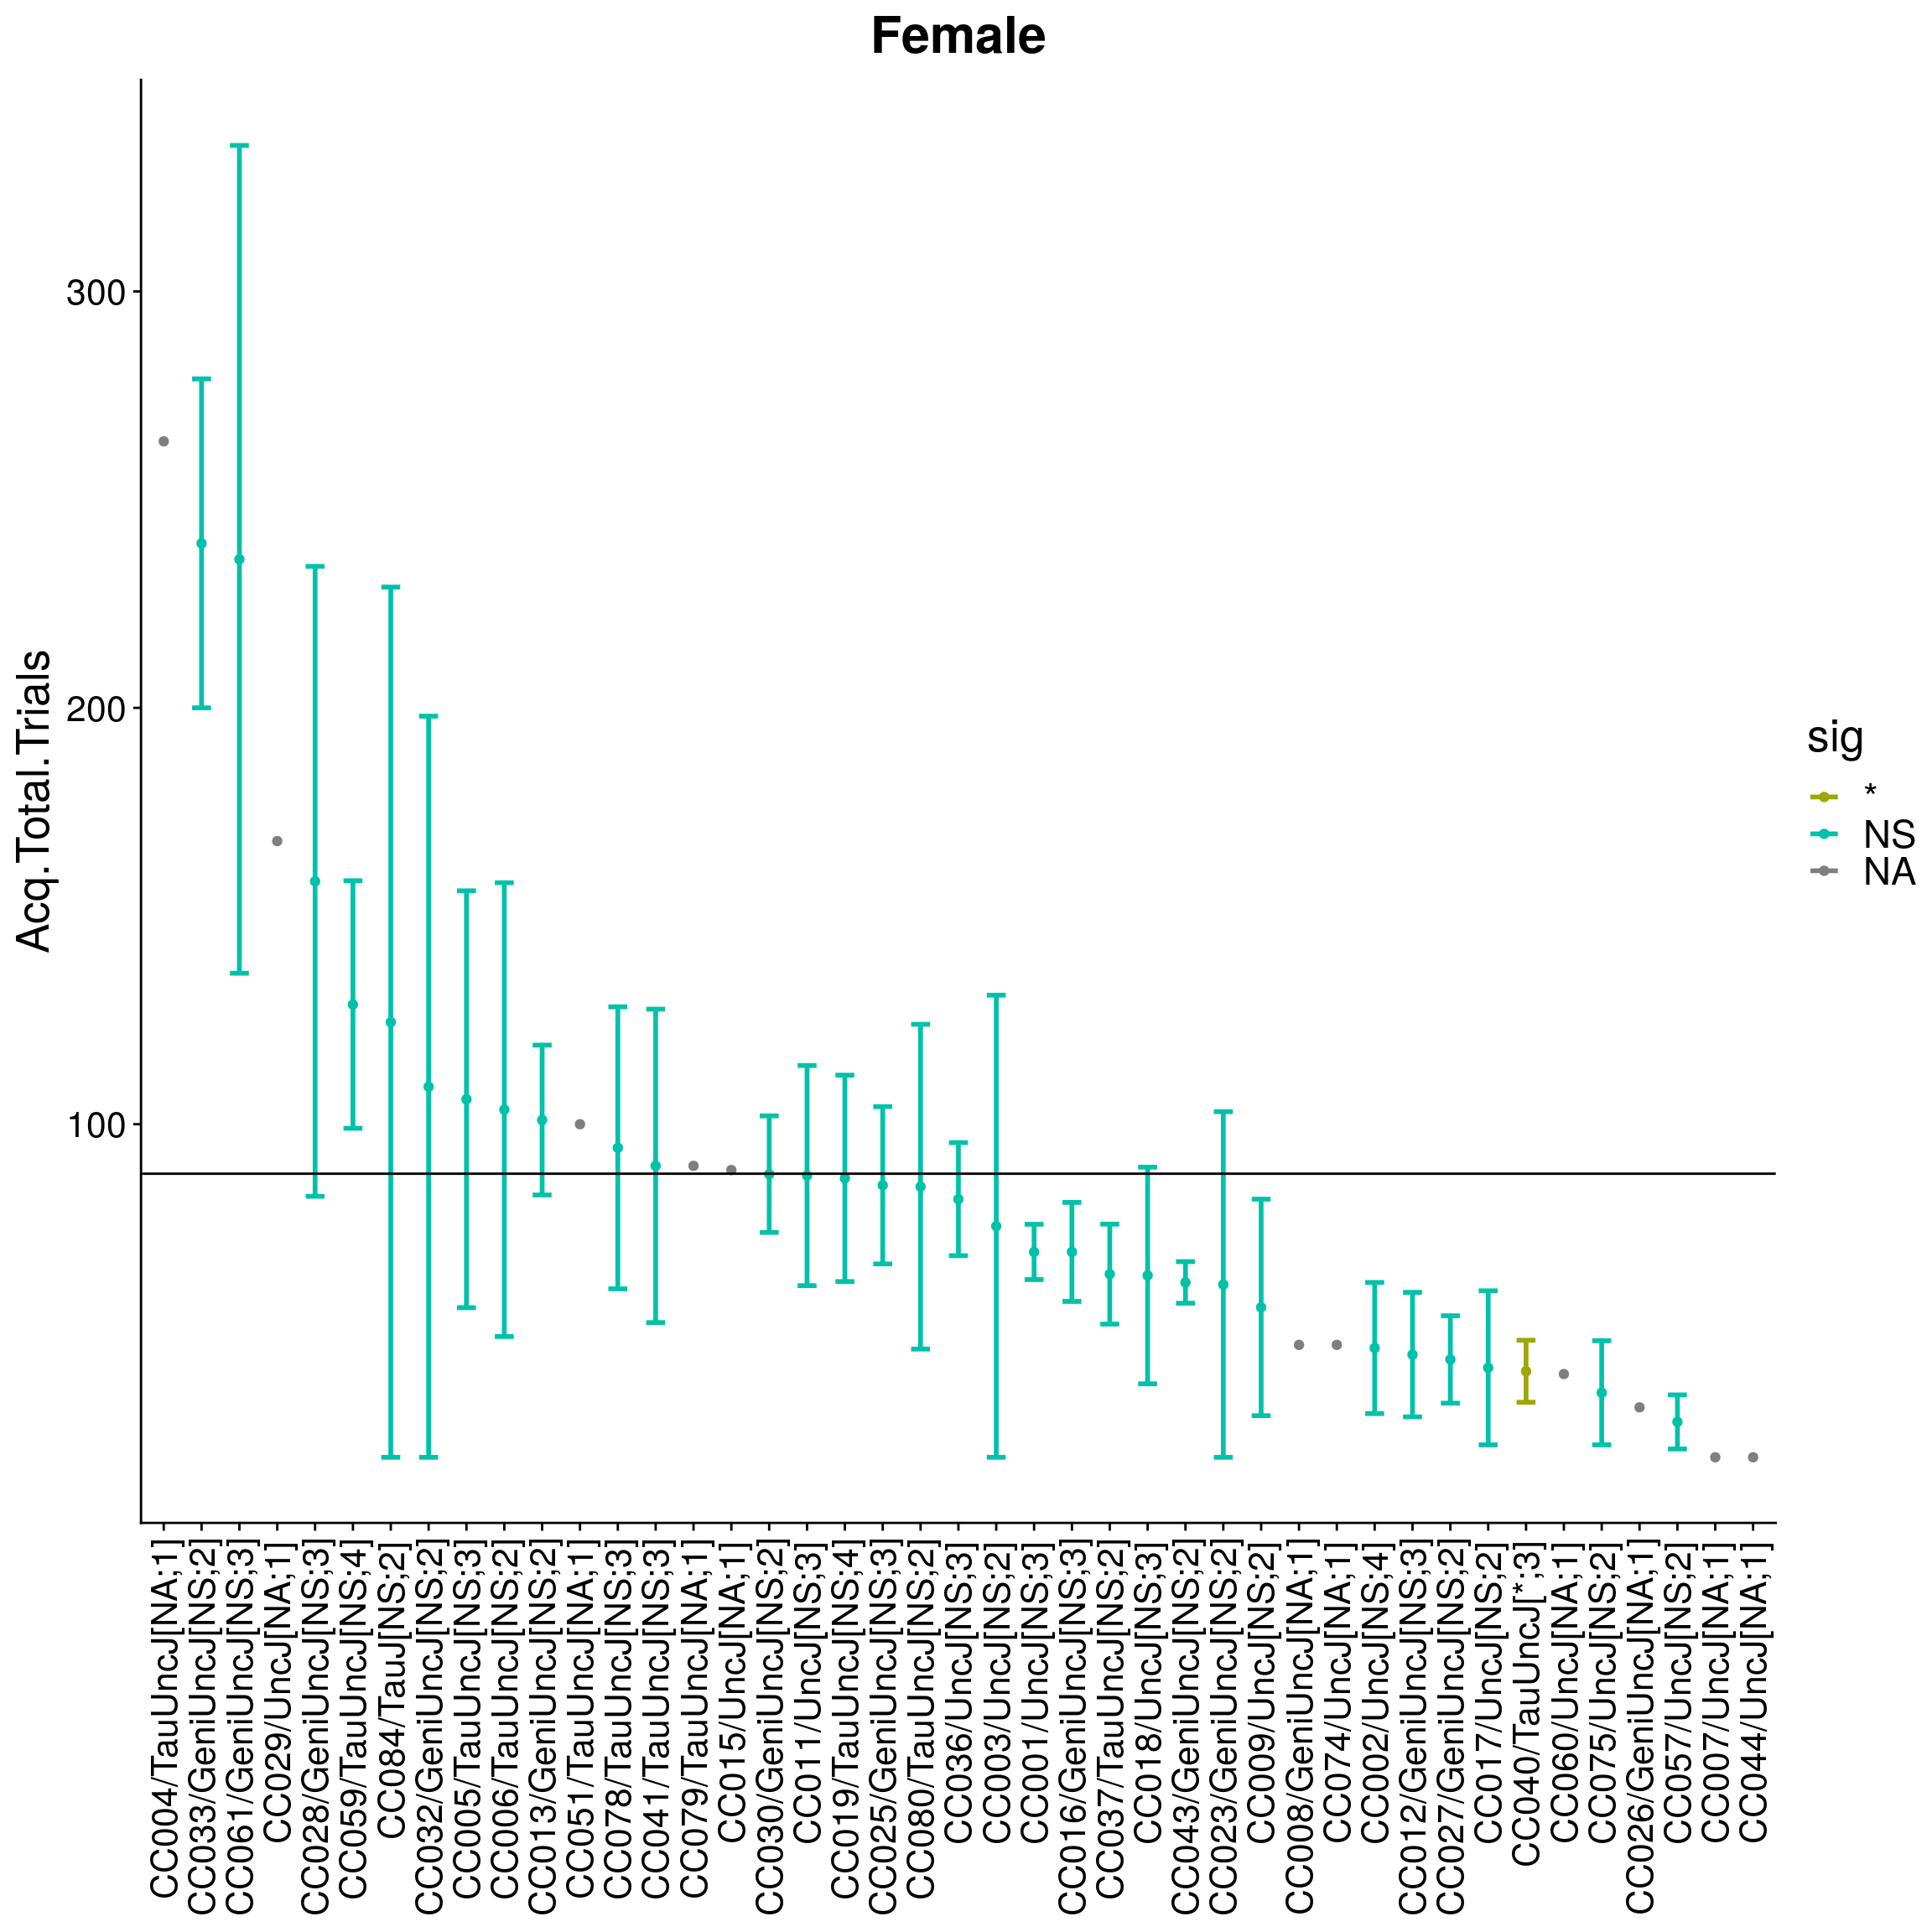 Female
Acq.Total.Trials
300
200
100
sig
*
NS
NA
CC004/TauUncJ[NA;1]
CC033/GeniUncJ[NS;2]
CC061/GeniUncJ[NS;3]
CC029/UncJ[NA;1]
CC028/GeniUncJ[NS;3]
CC059/TauUncJ[NS;4]
CC084/TauJ[NS;2]
CC032/GeniUncJ[NS;2]
CC005/TauUncJ[NS;3]
CC006/TauUncJ[NS;2]
CC013/GeniUncJ[NS;2]
CC051/TauUncJ[NA;1]
CC078/TauUncJ[NS;3]
CC041/TauUncJ[NS;3]
CC079/TauUncJ[NA;1]
CC015/UncJ[NA;1]
CC030/GeniUncJ[NS;2]
CC011/UncJ[NS;3]
CC019/TauUncJ[NS;4]
CC025/GeniUncJ[NS;3]
CC080/TauUncJ[NS;2]
CC036/UncJ[NS;3]
CC003/UncJ[NS;2]
CC001/UncJ[NS;3]
CC016/GeniUncJ[NS;3]
CC037/TauUncJ[NS;2]
CC018/UncJ[NS;3]
CC043/GeniUncJ[NS;2]
CC023/GeniUncJ[NS;2]
CC009/UncJ[NS;2]
CC008/GeniUncJ[NA;1]
CC074/UncJ[NA;1]
CC002/UncJ[NS;4]
CC012/GeniUncJ[NS;3]
CC027/GeniUncJ[NS;2]
CC017/UncJ[NS;2]
CC040/TauUncJ[*;3]
CC060/UncJ[NA;1]
CC075/UncJ[NS;2]
CC026/GeniUncJ[NA;1]
CC057/UncJ[NS;2]
CC007/UncJ[NA;1]
CC044/UncJ[NA;1]